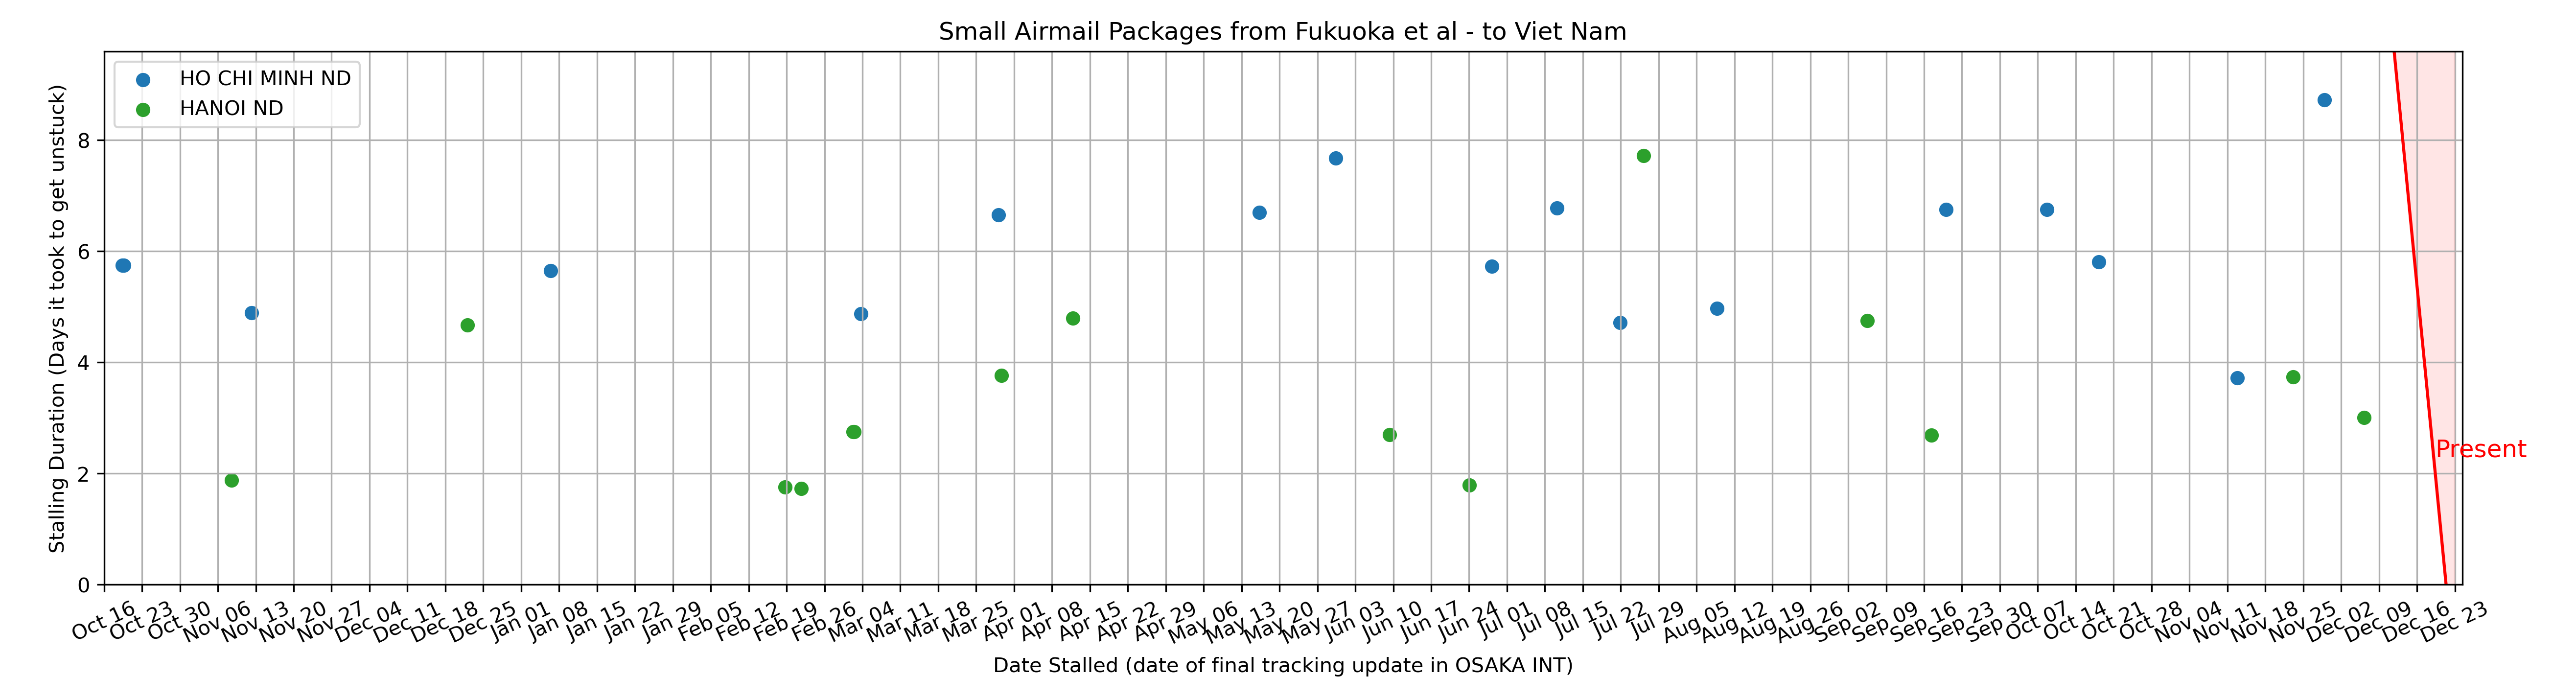 Small Airmail Packages from Fukuoka et al - to Viet Nam
HO CHI MINH ND
HANOI ND
Stalling Duration (Days it took to get unstuck)
8
6
4
2
0
Present
Oct 16
Oct 23
Oct 30
Nov 06
Nov 13
Nov 20
Nov 27
Dec 04
Dec 11
Dec 18
Dec 25
Jan 01
Jan 08
Jan 15
Jan 22
Jan 29
Feb 05
Feb 12
Feb 19
Feb 26
Mar 04
Mar 11
Mar 18
Mar 25
Apr 01
Apr 08
Apr 15
Apr 22
Apr 29
May 06
May 13
May 20
May 27
Jun 03
Jun 10
Jun 17
Jun 24
Jul 01
Jul 08
Jul 15
Jul 22
Jul 29
Aug 05
Aug 12
Aug 19
Aug 26
Sep 02
Sep 09
Sep 16
Sep 23
Sep 30
Oct 07
Oct 14
Oct 21
Oct 28
Nov 04
Nov 11
Nov 18
Nov 25
Dec 02
Dec 09
Dec 16
Dec 23
Date Stalled (date of final tracking update in OSAKA INT)